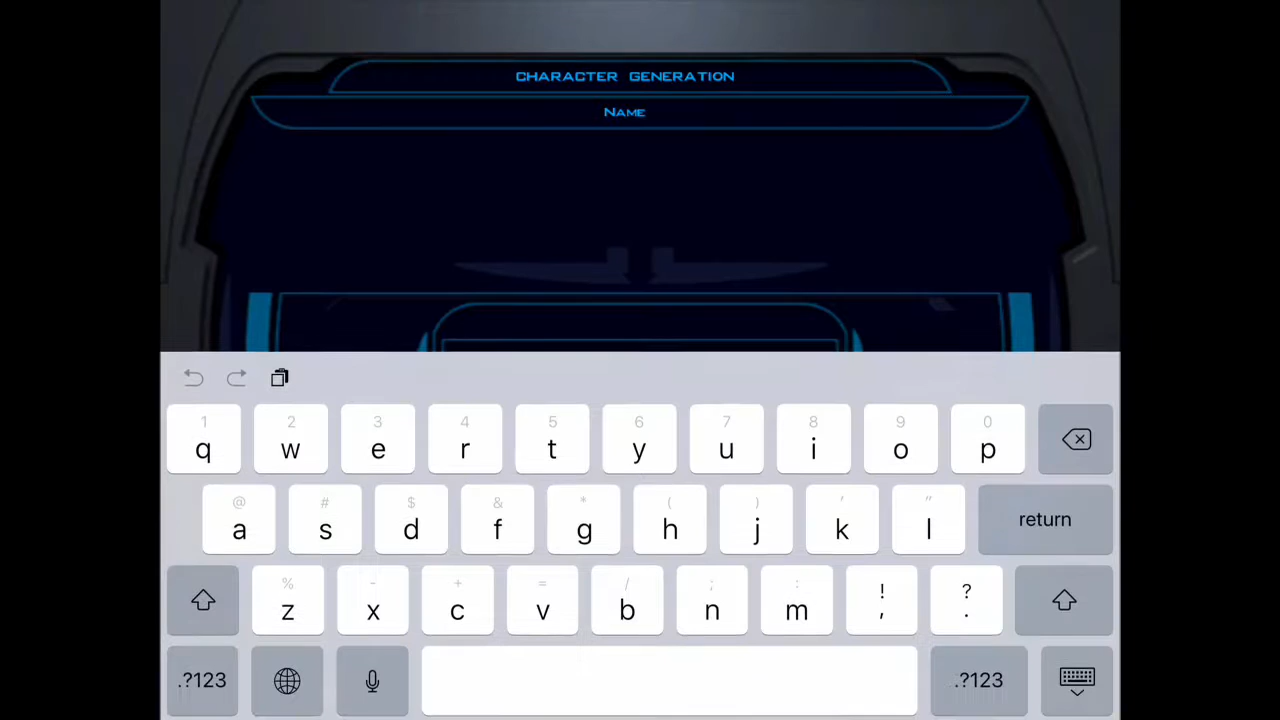 CHARACTER GENERATION
NAME
1 2 3 4 5 6 7 8 9 0
q w e r t y u i o p
@ # $ & * ( ) ' "
a s d f g h j k l return
% - + = / ; : ! ?
z x c v b n m , .
.?123 .?123